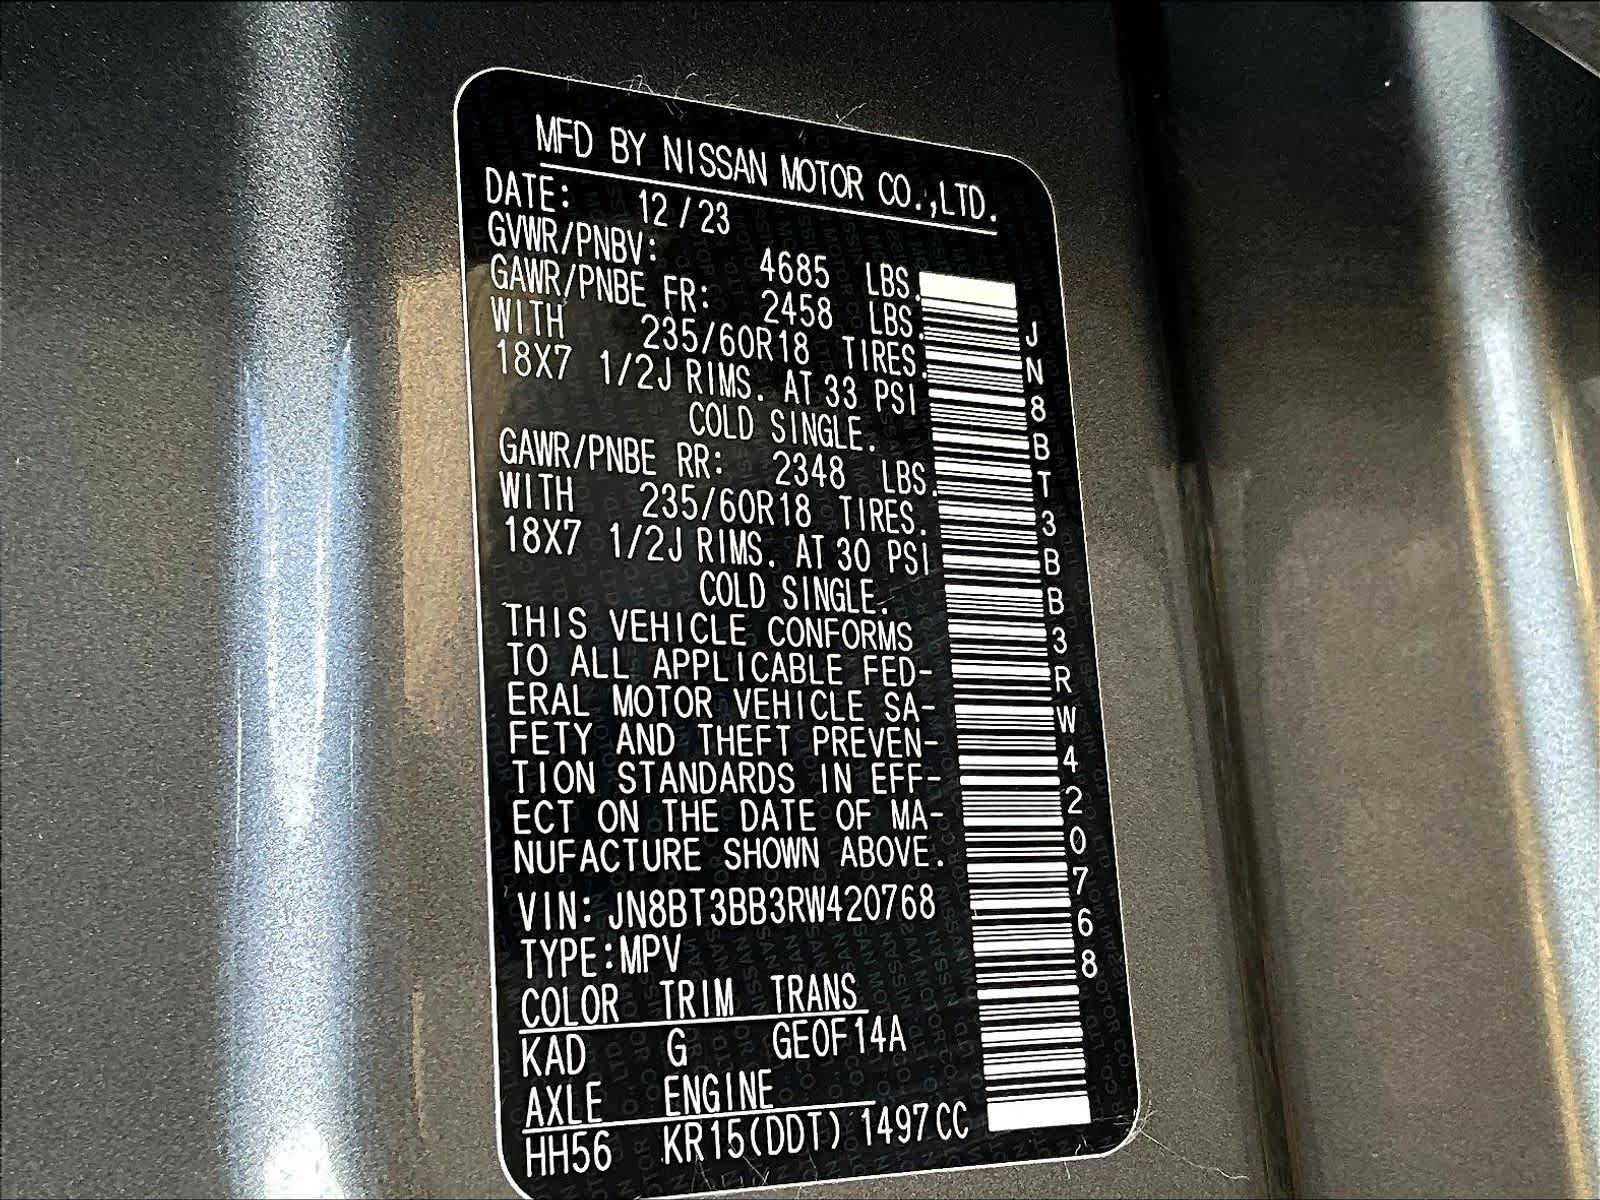 MFD BY NISSAN MOTOR CO.,LTD.
DATE: 12/23
GVWR/PNBV: 4685 LBS.
GAWR/PNBE FR: 2458 LBS.
WITH 235/60R18 TIRES.
18X7 1/2J RIMS. AT 33 PSI
COLD SINGLE.
GAWR/PNBE RR: 2348 LBS.
WITH 235/60R18 TIRES.
18X7 1/2J RIMS. AT 30 PSI
COLD SINGLE.
THIS VEHICLE CONFORMS
TO ALL APPLICABLE FED-
ERAL MOTOR VEHICLE SA-
FETY AND THEFT PREVEN-
TION STANDARDS IN EFF-
ECT ON THE DATE OF MA-
NUFACTURE SHOWN ABOVE.
VIN: JN8BT3BB3RW420768
TYPE:MPV
COLOR TRIM TRANS
KAD G GEOF14A
AXLE ENGINE
HH56 KR15(DDT) 1497CC
JN8BT3BB3RW420768